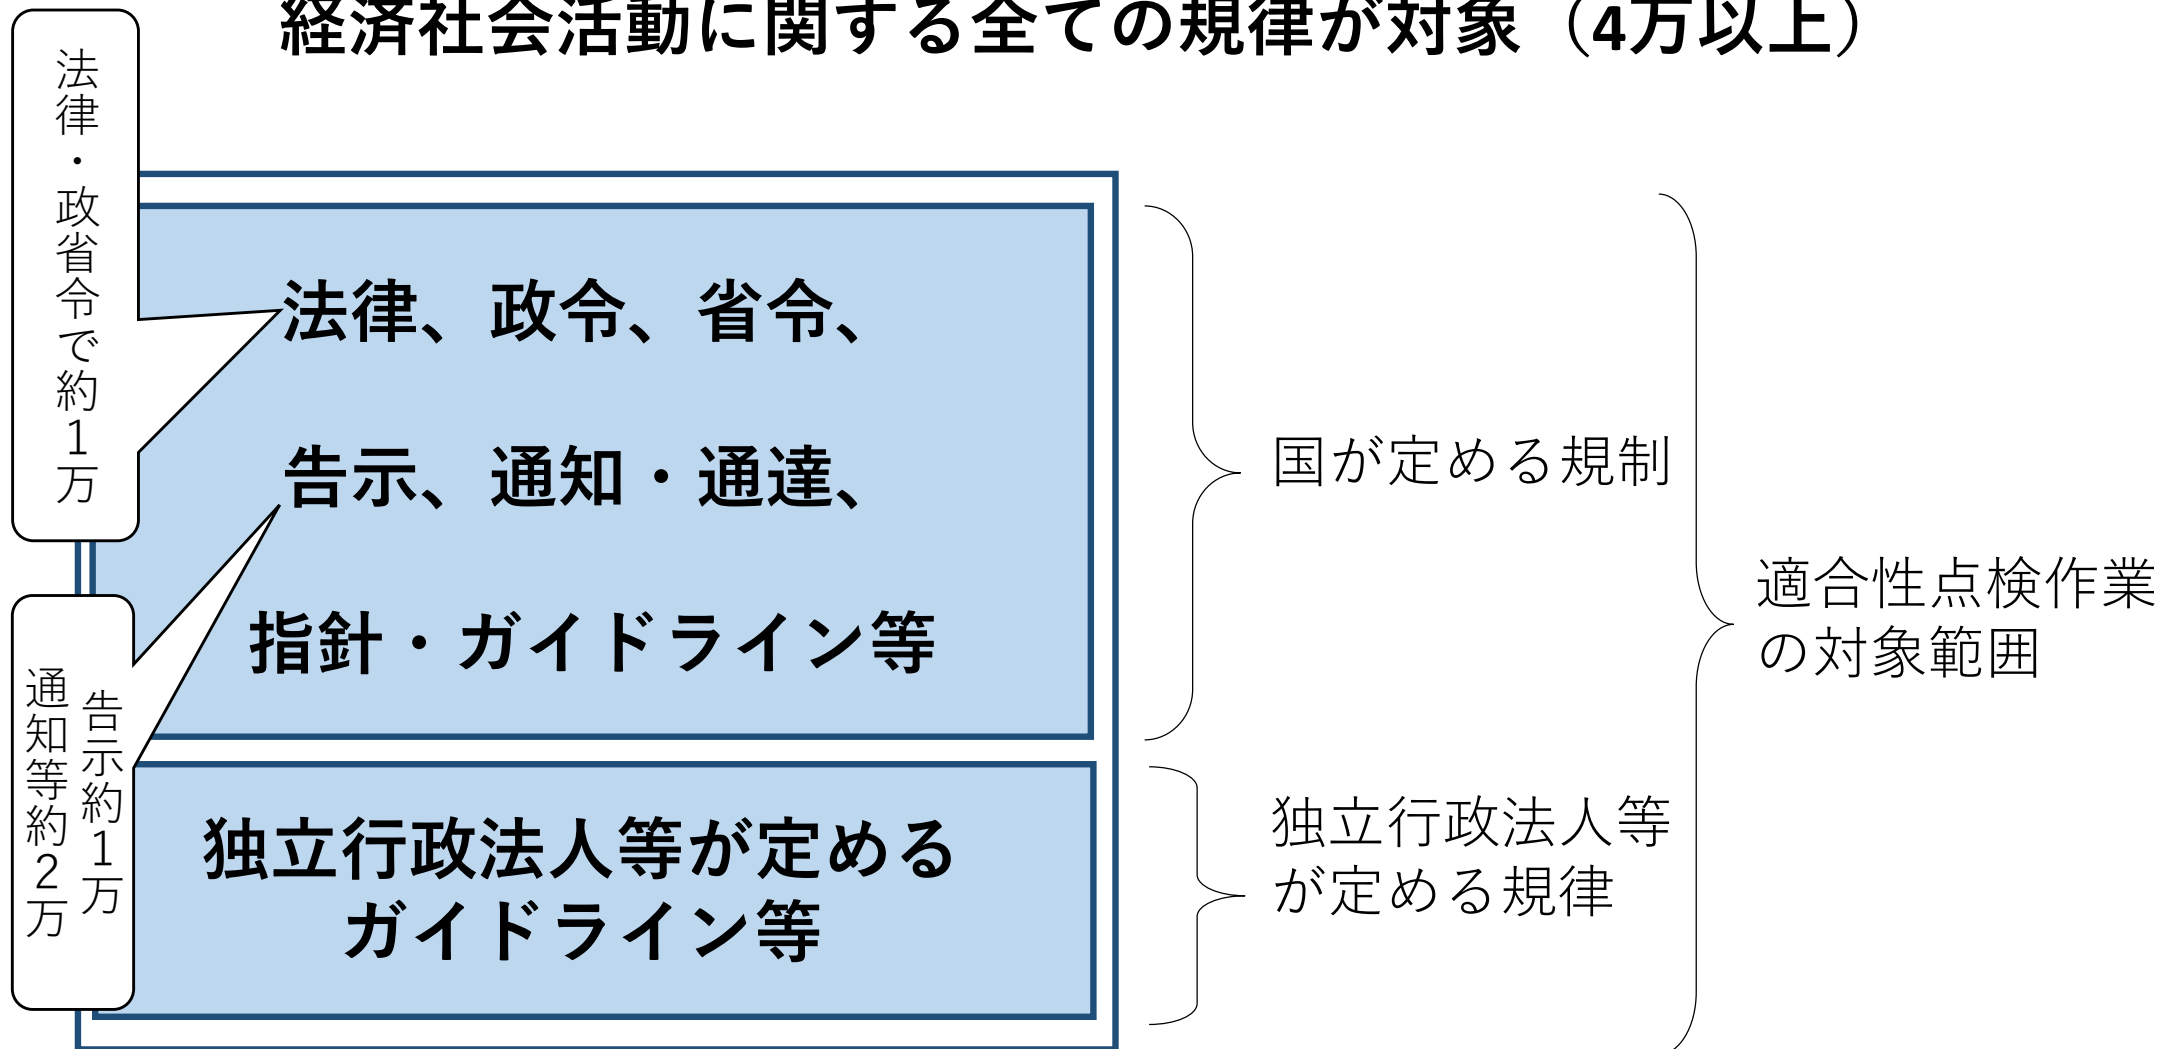 経済社会活動に関する全ての規律が対象（4万以上）
法律・政省令で約1万
法律、政令、省令、
告示、通知・通達、
指針・ガイドライン等
国が定める規制
適合性点検作業
の対象範囲
告示約1万
通知等約2万
独立行政法人等が定める
ガイドライン等
独立行政法人等
が定める規律